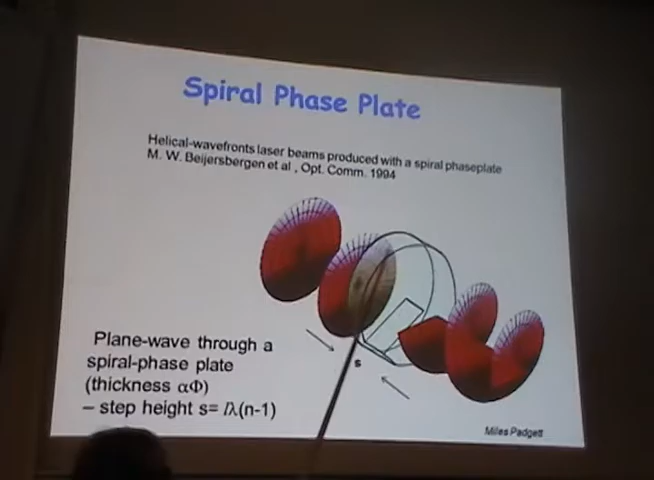 Spiral Phase Plate
Helical-wavefronts laser beams produced with a spiral phaseplate
M. W. Beijersbergen et al , Opt. Comm. 1994
Plane-wave through a
spiral-phase plate
(thickness αΦ)
– step height s= lλ(n-1)
s
Miles Padgett